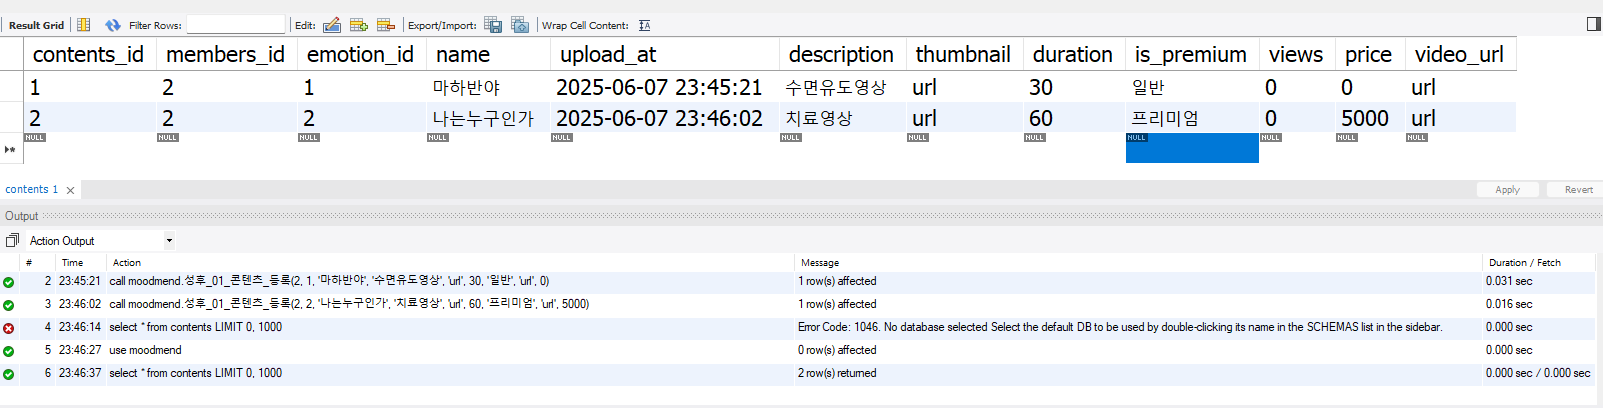 Result Grid Filter Rows: Edit: Export/Import: Wrap Cell Content:
contents_id members_id emotion_id name upload_at description thumbnail duration is_premium views price video_url
1 2 1 마하반야 2025-06-07 23:45:21 수면유도영상 url 30 일반 0 0 url
2 2 2 나는누구인가 2025-06-07 23:46:02 치료영상 url 60 프리미엄 0 5000 url
NULL NULL NULL NULL NULL NULL NULL NULL NULL NULL NULL NULL
contents 1 Apply Revert
Output
Action Output
# Time Action Message Duration / Fetch
2 23:45:21 call moodmend.성후_01_콘텐츠_등록(2, 1, '마하반야', '수면유도영상', 'url', 30, '일반', 'url', 0) 1 row(s) affected 0.031 sec
3 23:46:02 call moodmend.성후_01_콘텐츠_등록(2, 2, '나는누구인가', '치료영상', 'url', 60, '프리미엄', 'url', 5000) 1 row(s) affected 0.016 sec
4 23:46:14 select * from contents LIMIT 0, 1000 Error Code: 1046. No database selected Select the default DB to be used by double-clicking its name in the SCHEMAS list in the sidebar. 0.000 sec
5 23:46:27 use moodmend 0 row(s) affected 0.000 sec
6 23:46:37 select * from contents LIMIT 0, 1000 2 row(s) returned 0.000 sec / 0.000 sec